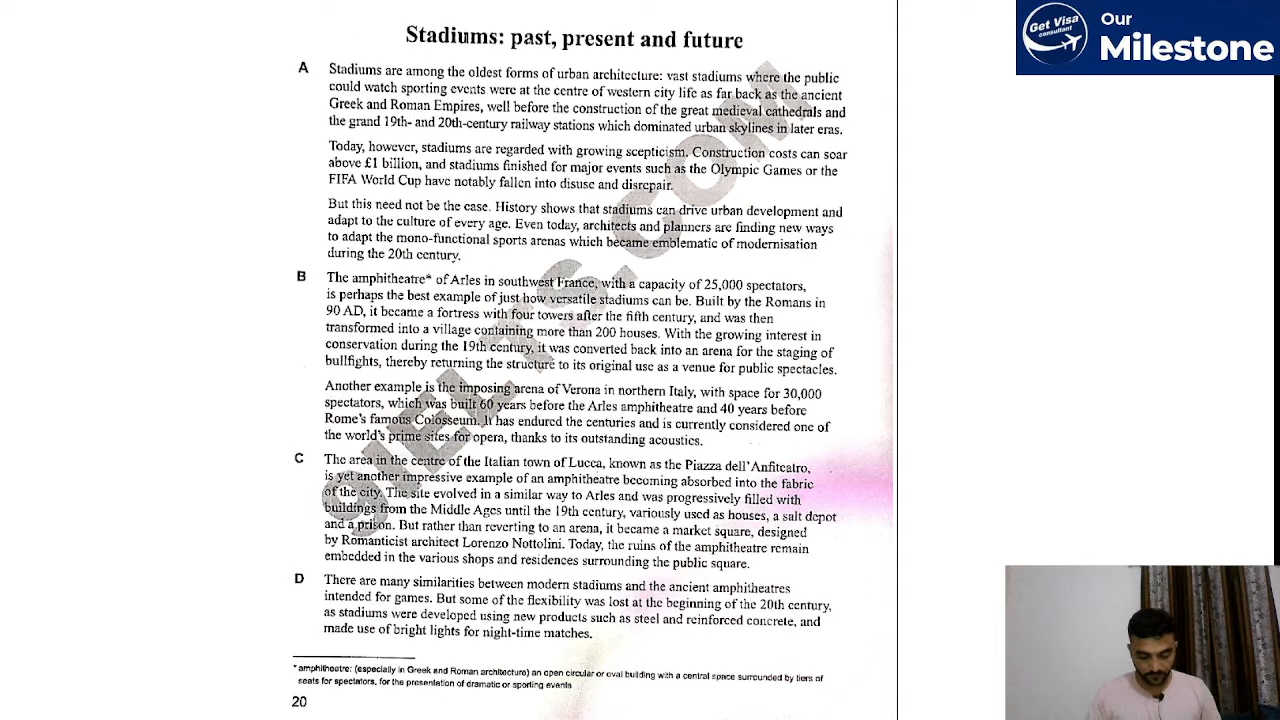 Stadiums: past, present and future
A Stadiums are among the oldest forms of urban architecture: vast stadiums where the public
could watch sporting events were at the centre of western city life as far back as the ancient
Greek and Roman Empires, well before the construction of the great medieval cathedrals and
the grand 19th- and 20th-century railway stations which dominated urban skylines in later eras.
Today, however, stadiums are regarded with growing scepticism. Construction costs can soar
above £1 billion, and stadiums finished for major events such as the Olympic Games or the
FIFA World Cup have notably fallen into disuse and disrepair.
But this need not be the case. History shows that stadiums can drive urban development and
adapt to the culture of every age. Even today, architects and planners are finding new ways
to adapt the mono-functional sports arenas which became emblematic of modernisation
during the 20th century.
B The amphitheatre* of Arles in southwest France, with a capacity of 25,000 spectators,
is perhaps the best example of just how versatile stadiums can be. Built by the Romans in
90 AD, it became a fortress with four towers after the fifth century, and was then
transformed into a village containing more than 200 houses. With the growing interest in
conservation during the 19th century, it was converted back into an arena for the staging of
bullfights, thereby returning the structure to its original use as a venue for public spectacles.
Another example is the imposing arena of Verona in northern Italy, with space for 30,000
spectators, which was built 60 years before the Arles amphitheatre and 40 years before
Rome's famous Colosseum. It has endured the centuries and is currently considered one of
the world's prime sites for opera, thanks to its outstanding acoustics.
C The area in the centre of the Italian town of Lucca, known as the Piazza dell'Anfiteatro,
is yet another impressive example of an amphitheatre becoming absorbed into the fabric
of the city. The site evolved in a similar way to Arles and was progressively filled with
buildings from the Middle Ages until the 19th century, variously used as houses, a salt depot
and a prison. But rather than reverting to an arena, it became a market square, designed
by Romanticist architect Lorenzo Nottolini. Today, the ruins of the amphitheatre remain
embedded in the various shops and residences surrounding the public square.
D There are many similarities between modern stadiums and the ancient amphitheatres
intended for games. But some of the flexibility was lost at the beginning of the 20th century,
as stadiums were developed using new products such as steel and reinforced concrete, and
made use of bright lights for night-time matches.
* amphitheatre: (especially in Greek and Roman architecture) an open circular or oval building with a central space surrounded by tiers of
seats for spectators, for the presentation of dramatic or sporting events
20
9IELTS.COM
Get Visa
consultant
Our
Milestone